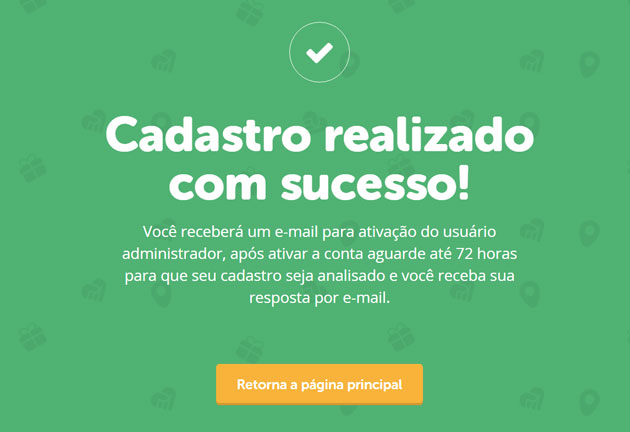 Cadastro realizado
com sucesso!
Você receberá um e-mail para ativação do usuário
administrador, após ativar a conta aguarde até 72 horas
para que seu cadastro seja analisado e você receba sua
resposta por e-mail.
Retorna a página principal